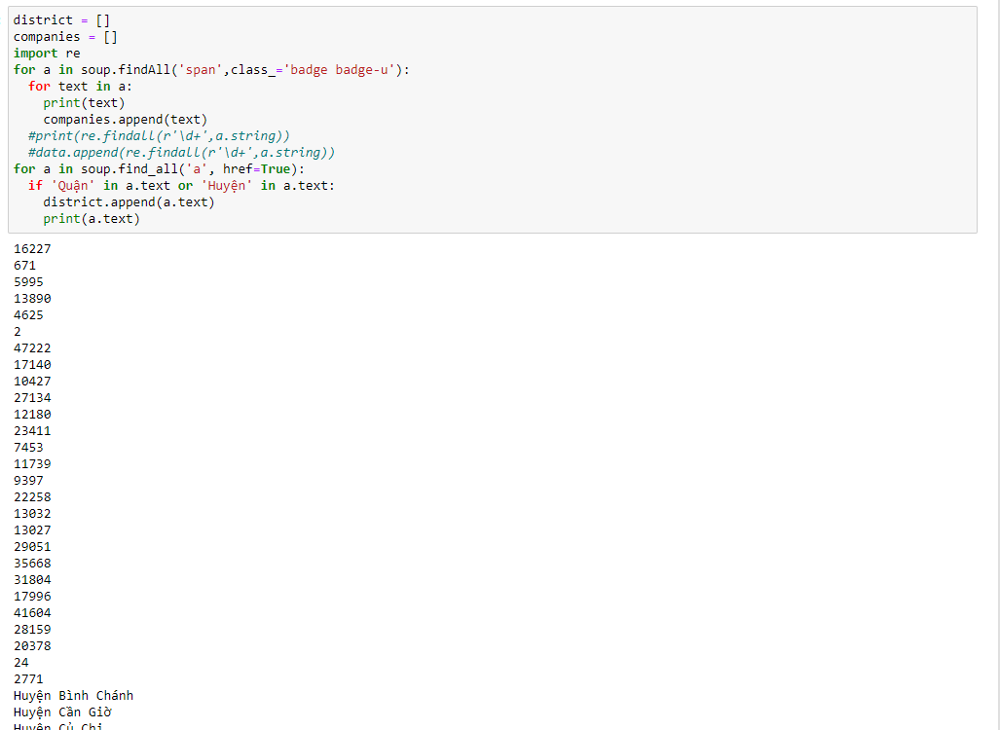 district = []
companies = []
import re
for a in soup.findAll('span',class_='badge badge-u'):
  for text in a:
    print(text)
    companies.append(text)
  #print(re.findall(r'\d+',a.string))
  #data.append(re.findall(r'\d+',a.string))
for a in soup.find_all('a', href=True):
  if 'Quận' in a.text or 'Huyện' in a.text:
    district.append(a.text)
    print(a.text)
16227
671
5995
13890
4625
2
47222
17140
10427
27134
12180
23411
7453
11739
9397
22258
13032
13027
29051
35668
31804
17996
41604
28159
20378
24
2771
Huyện Bình Chánh
Huyện Cần Giờ
Huyện Củ Chi